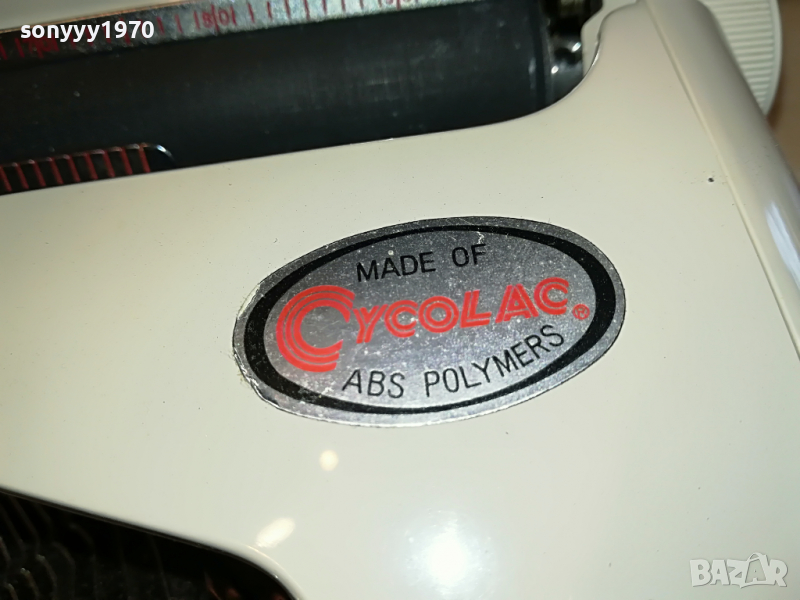 sonyyy1970
MADE OF
CYCOLAC®
ABS POLYMERS
BAZAR